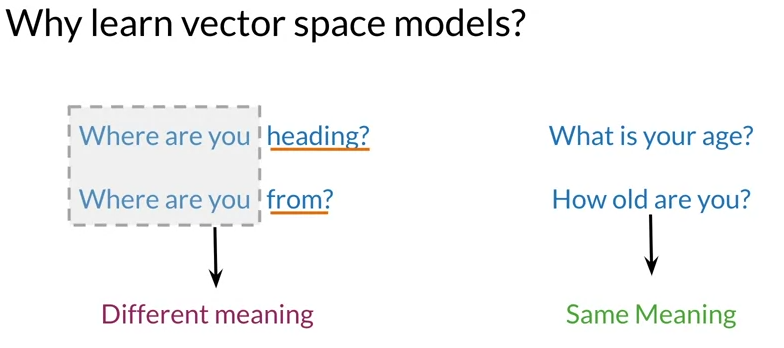 Why learn vector space models?
Where are you heading?
Where are you from?
Different meaning
What is your age?
How old are you?
Same Meaning